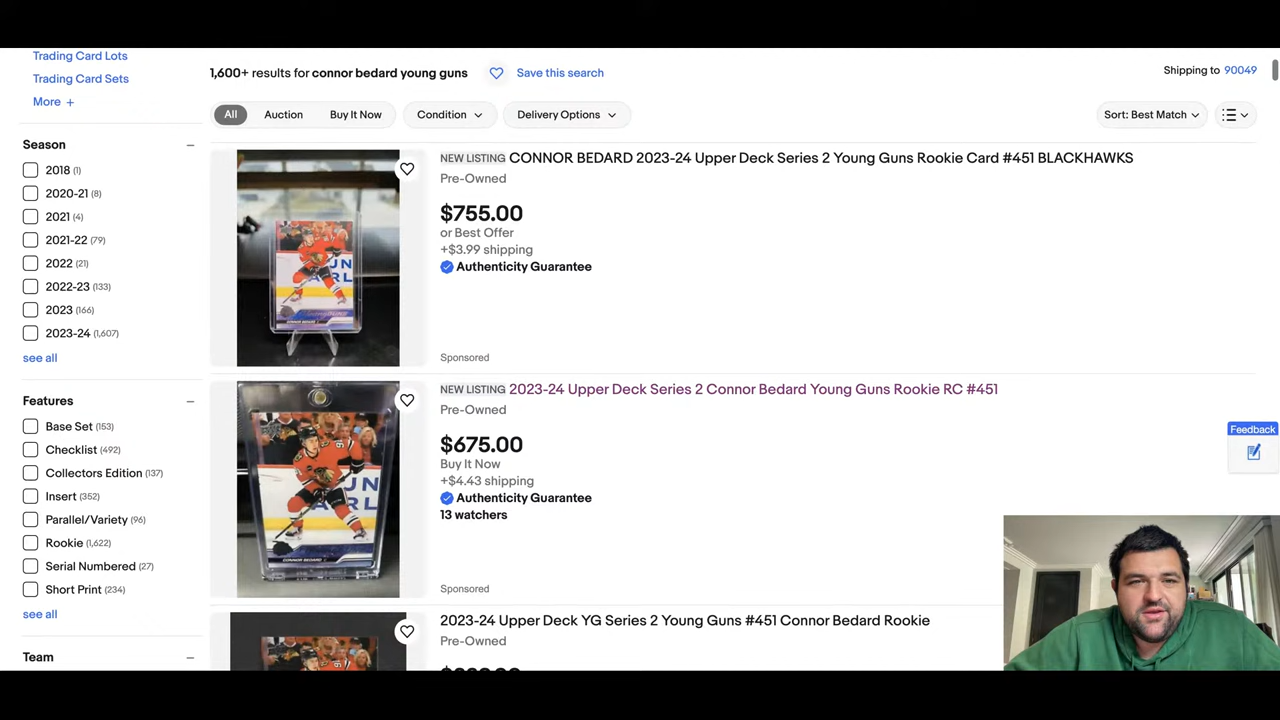 Trading Card Lots
Trading Card Sets
More +
1,600+ results for connor bedard young guns
Save this search
Shipping to 90049
All
Auction
Buy It Now
Condition
Delivery Options
Sort: Best Match
Season
2018 (1)
2020-21 (8)
2021 (4)
2021-22 (79)
2022 (21)
2022-23 (133)
2023 (166)
2023-24 (1,607)
see all
Features
Base Set (153)
Checklist (492)
Collectors Edition (137)
Insert (352)
Parallel/Variety (96)
Rookie (1,622)
Serial Numbered (27)
Short Print (234)
see all
Team
NEW LISTING CONNOR BEDARD 2023-24 Upper Deck Series 2 Young Guns Rookie Card #451 BLACKHAWKS
Pre-Owned
$755.00
or Best Offer
+$3.99 shipping
Authenticity Guarantee
Sponsored
NEW LISTING 2023-24 Upper Deck Series 2 Connor Bedard Young Guns Rookie RC #451
Pre-Owned
$675.00
Buy It Now
+$4.43 shipping
Authenticity Guarantee
13 watchers
Sponsored
2023-24 Upper Deck YG Series 2 Young Guns #451 Connor Bedard Rookie
Pre-Owned
Feedback
UN
ARL
CONNOR BEDARD
UN
ARL
CONNOR BEDARD